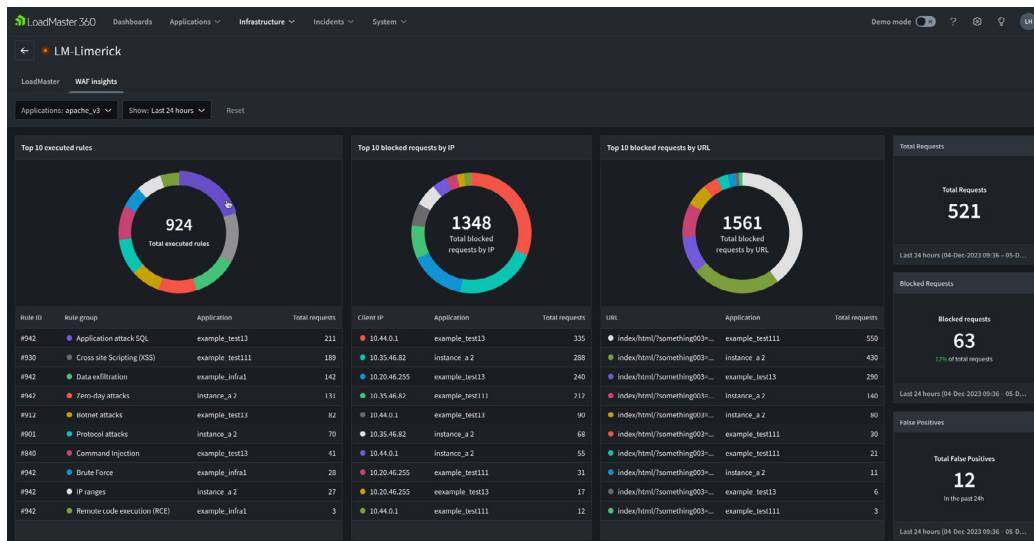 LoadMaster 360 Dashboards Applications Infrastructure Incidents System Demo mode ? LH
LM-Limerick
LoadMaster WAF insights
Applications: apache_v3 Show: Last 24 hours Reset
Top 10 executed rules
924
Total executed rules
Rule ID Rule group Application Total requests
#942 Application attack SQL example_test13 211
#930 Cross site Scripting (XSS) example_test111 189
#942 Data exfiltration example_infra1 142
#942 Zero-day attacks instance_a 2 131
#912 Botnet attacks example_test13 82
#901 Protocol attacks instance_a 2 70
#840 Command Injection example_test13 41
#942 Brute Force example_infra1 28
#942 IP ranges instance_a 2 27
#942 Remote code execution (RCE) example_infra1 3
Top 10 blocked requests by IP
1348
Total blocked
requests by IP
Client IP Application Total requests
10.44.0.1 example_test13 335
10.35.46.82 instance_a 2 288
10.20.46.255 example_test13 240
10.35.46.82 example_test111 212
10.44.0.1 example_test13 90
10.35.46.82 instance_a 2 68
10.44.0.1 instance_a 2 55
10.20.46.255 example_test111 31
10.20.46.255 eexample_test13 17
10.44.0.1 example_test111 12
Top 10 blocked requests by URL
1561
Total blocked
requests by URL
URL Application Total requests
index/html/?something003=... example_test111 550
index/html/?something003=... instance_a 2 430
index/html/?something003=... example_test13 290
index/html/?something003=... instance_a 2 140
index/html/?something003=... instance_a 2 80
index/html/?something003=... example_test111 30
index/html/?something003=... example_test111 21
index/html/?something003=... instance_a 2 11
index/html/?something003=... example_test13 6
index/html/?something003=... example_test111 3
Total Requests
Total Requests
521
Last 24 hours (04-Dec-2023 09:36 - 05-D...
Blocked Requests
Blocked requests
63
12% of total requests
Last 24 hours (04-Dec-2023 09:36 - 05-D...
False Positives
Total False Positives
12
In the past 24h
Last 24 hours (04-Dec-2023 09:36 - 05-D...